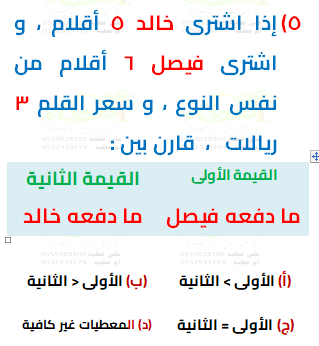 ٥) إذا اشترى خالد ٥ أقلام ، و
اشترى فيصل ٦ أقلام من
نفس النوع ، و سعر القلم ٣
ريالات ، قارن بين :
القيمة الأولى القيمة الثانية
ما دفعه فيصل ما دفعه خالد
(أ) الأولى > الثانية (ب) الأولى < الثانية
(ج) الأولى = الثانية (د) المعطيات غير كافية